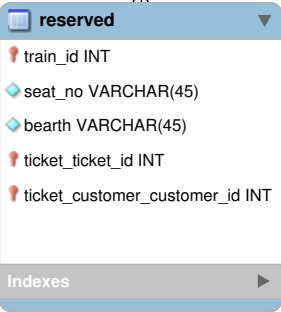 reserved
train_id INT
seat_no VARCHAR(45)
bearth VARCHAR(45)
ticket_ticket_id INT
ticket_customer_customer_id INT
Indexes